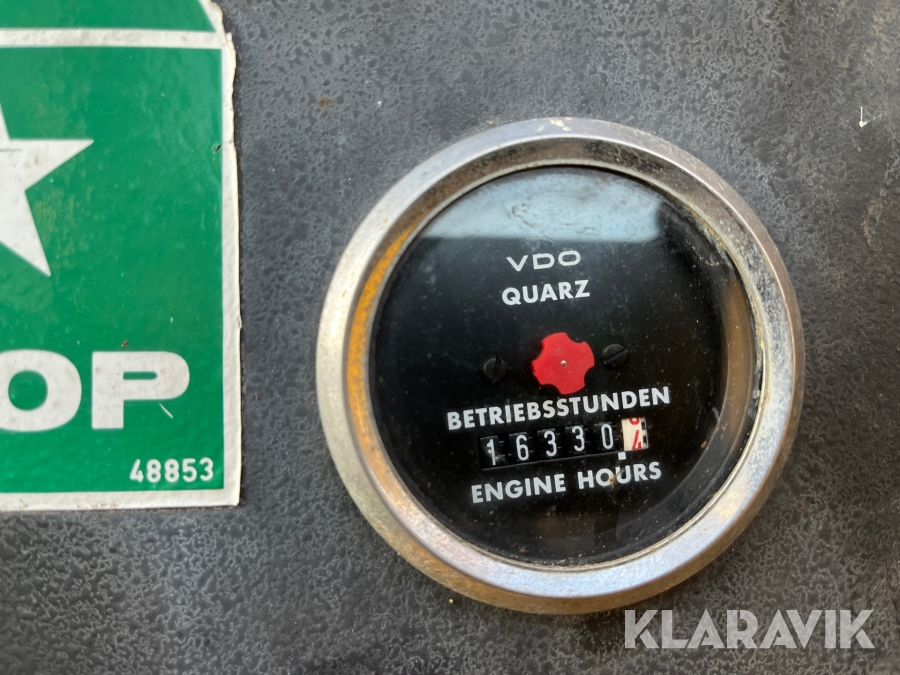 OP
48853
VDO
QUARZ
BETRIEBSSTUNDEN
16330
ENGINE HOURS
KLARAVIK